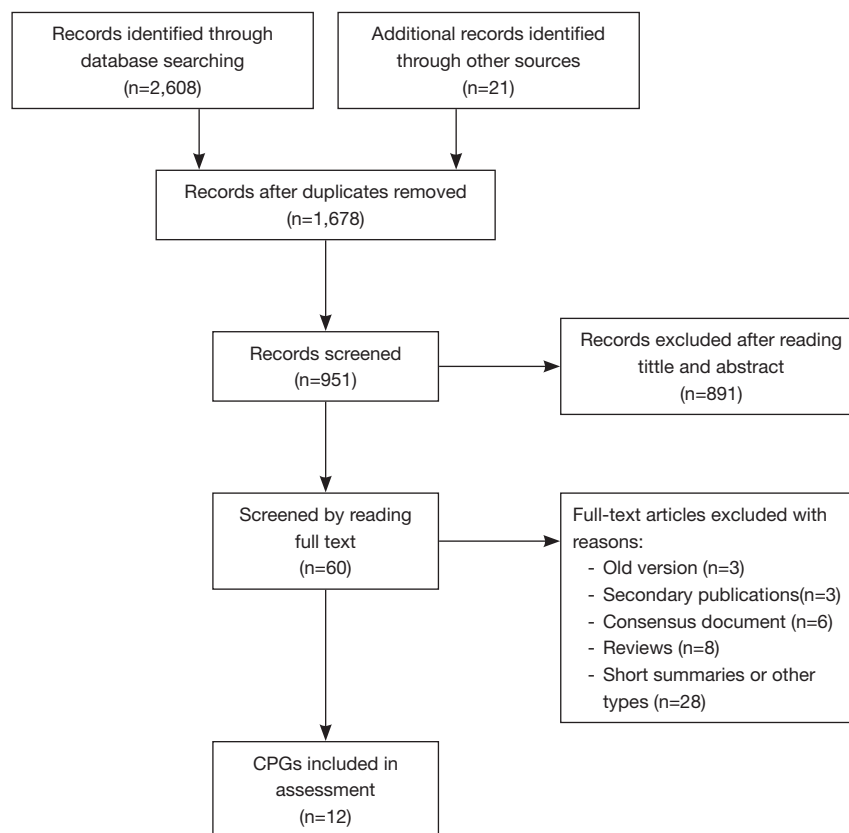 Records identified through
database searching
(n=2,608)
Additional records identified
through other sources
(n=21)
Records after duplicates removed
(n=1,678)
Records screened
(n=951)
Records excluded after reading
tittle and abstract
(n=891)
Screened by reading
full text
(n=60)
Full-text articles excluded with
reasons:
- Old version (n=3)
- Secondary publications(n=3)
- Consensus document (n=6)
- Reviews (n=8)
- Short summaries or other
types (n=28)
CPGs included in
assessment
(n=12)